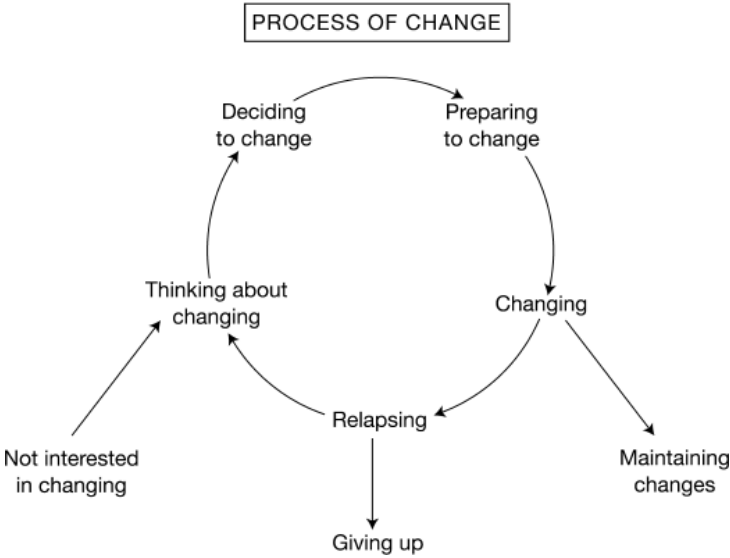 PROCESS OF CHANGE
Deciding
to change
Preparing
to change
Thinking about
changing
Changing
Relapsing
Not interested
in changing
Maintaining
changes
Giving up